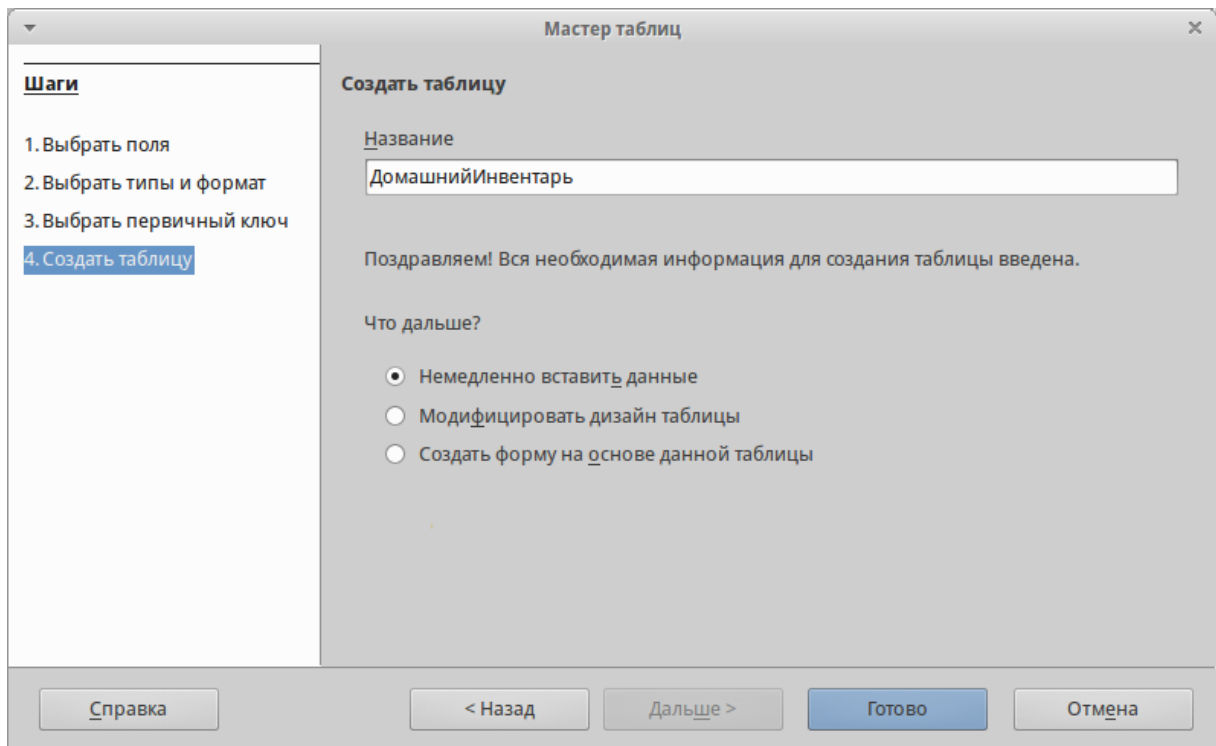 Мастер таблиц
Шаги
1. Выбрать поля
2. Выбрать типы и формат
3. Выбрать первичный ключ
4. Создать таблицу
Создать таблицу
Название
ДомашнийИнвентарь
Поздравляем! Вся необходимая информация для создания таблицы введена.
Что дальше?
Немедленно вставить данные
Модифицировать дизайн таблицы
Создать форму на основе данной таблицы
Справка
< Назад
Дальше >
Готово
Отмена